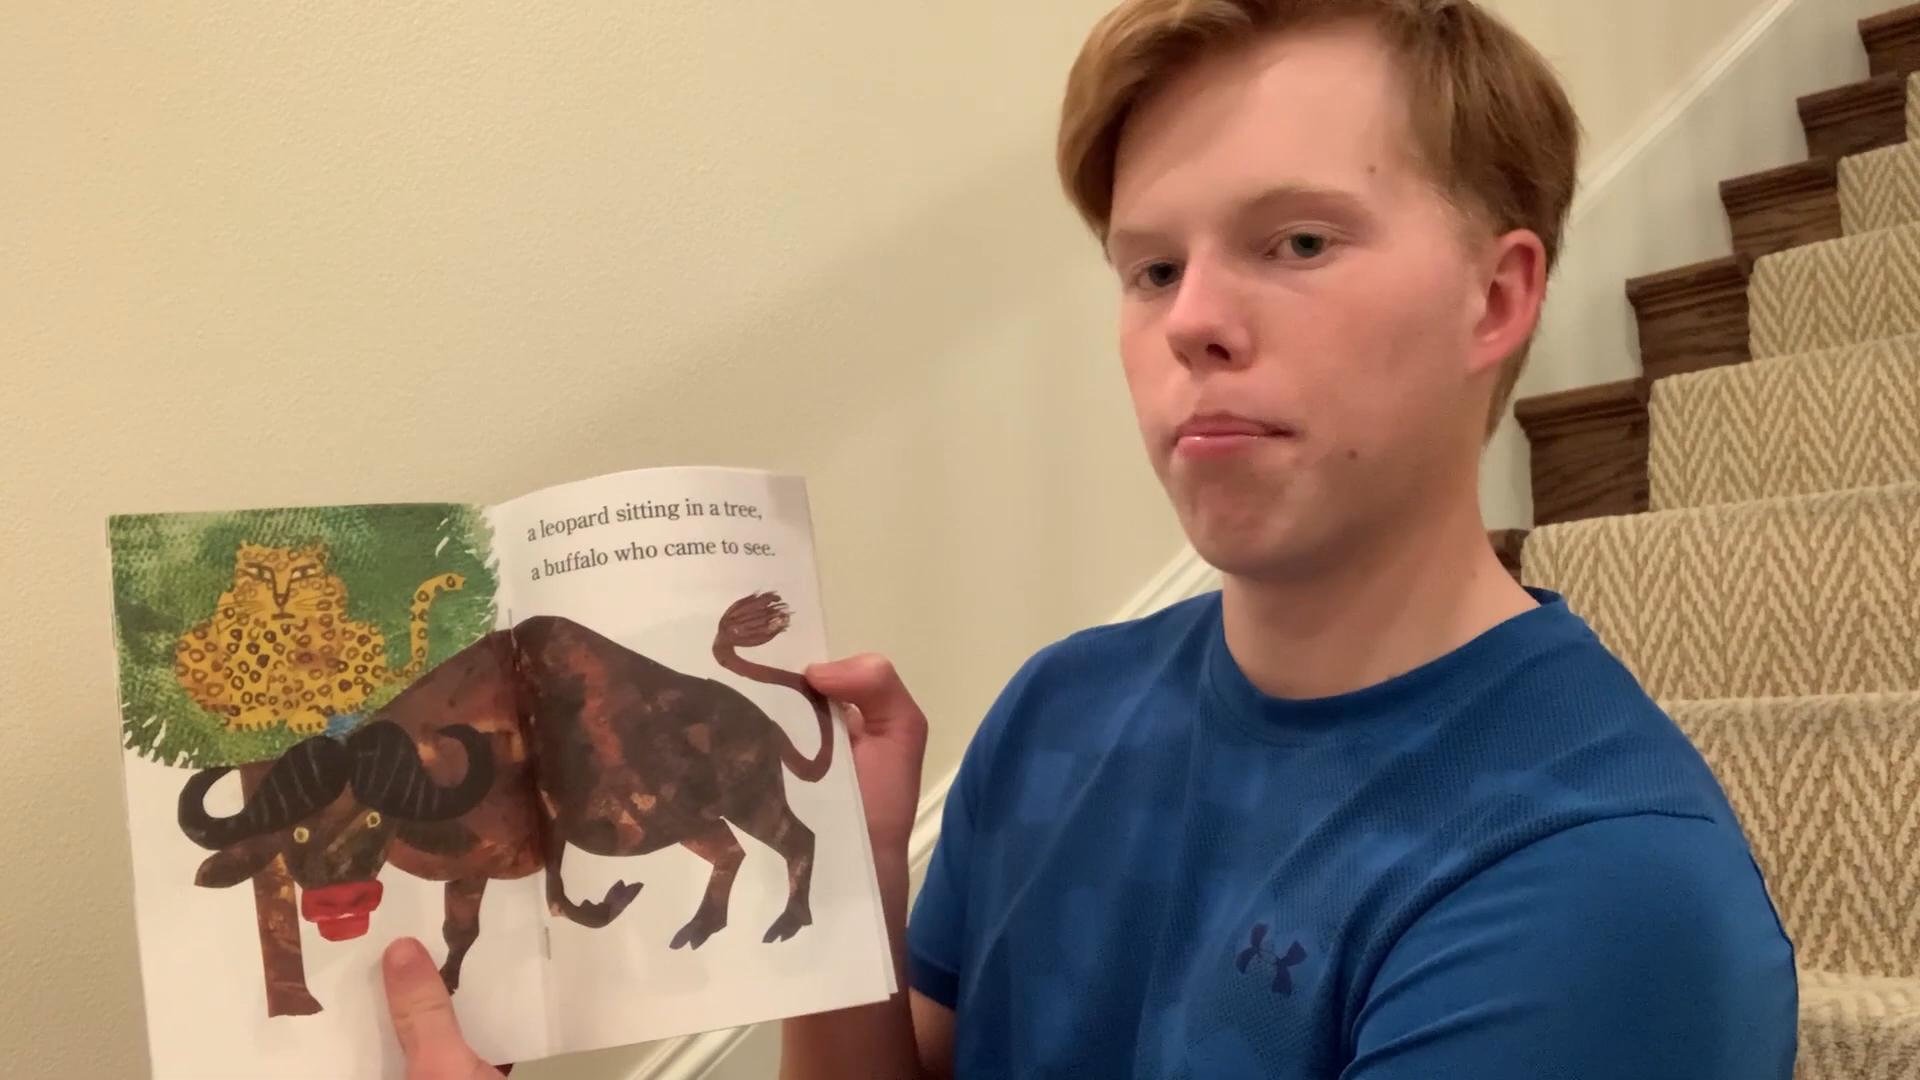 a leopard sitting in a tree,
a buffalo who came to see.